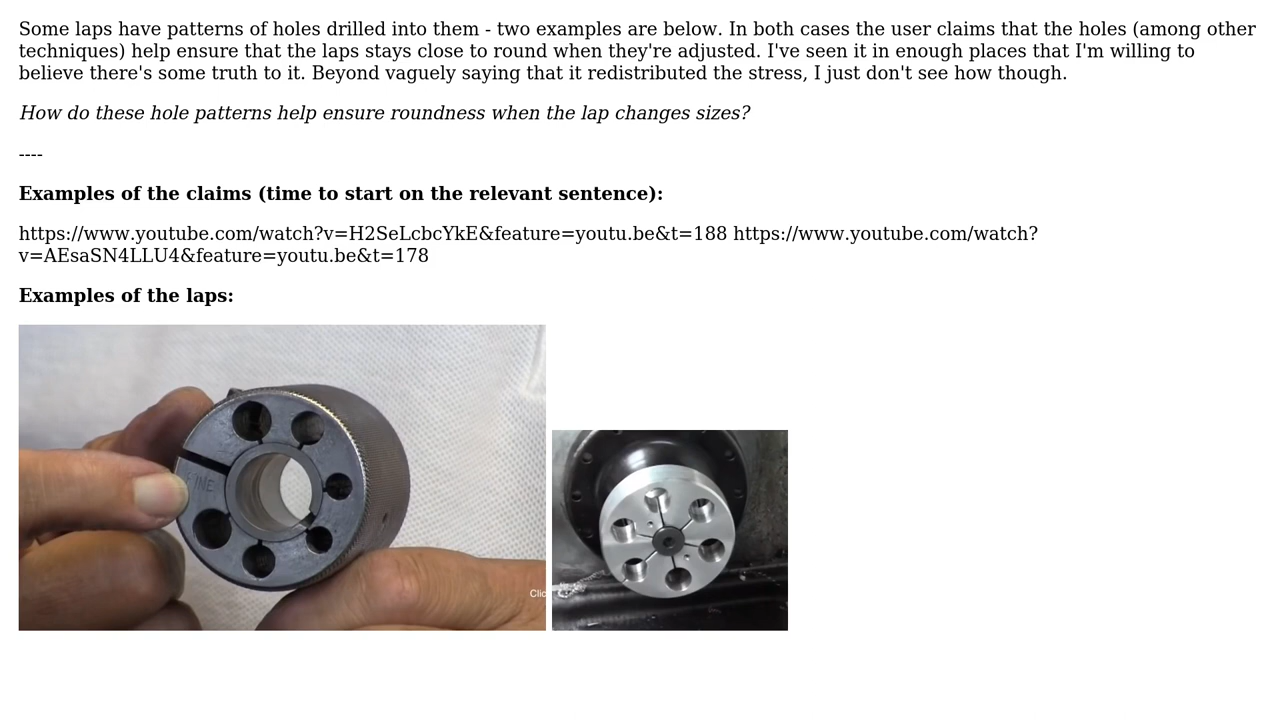 Some laps have patterns of holes drilled into them - two examples are below. In both cases the user claims that the holes (among other
techniques) help ensure that the laps stays close to round when they're adjusted. I've seen it in enough places that I'm willing to
believe there's some truth to it. Beyond vaguely saying that it redistributed the stress, I just don't see how though.
How do these hole patterns help ensure roundness when the lap changes sizes?
----
Examples of the claims (time to start on the relevant sentence):
https://www.youtube.com/watch?v=H2SeLcbcYkE&feature=youtu.be&t=188 https://www.youtube.com/watch?
v=AEsaSN4LLU4&feature=youtu.be&t=178
Examples of the laps:
FINE
Clic